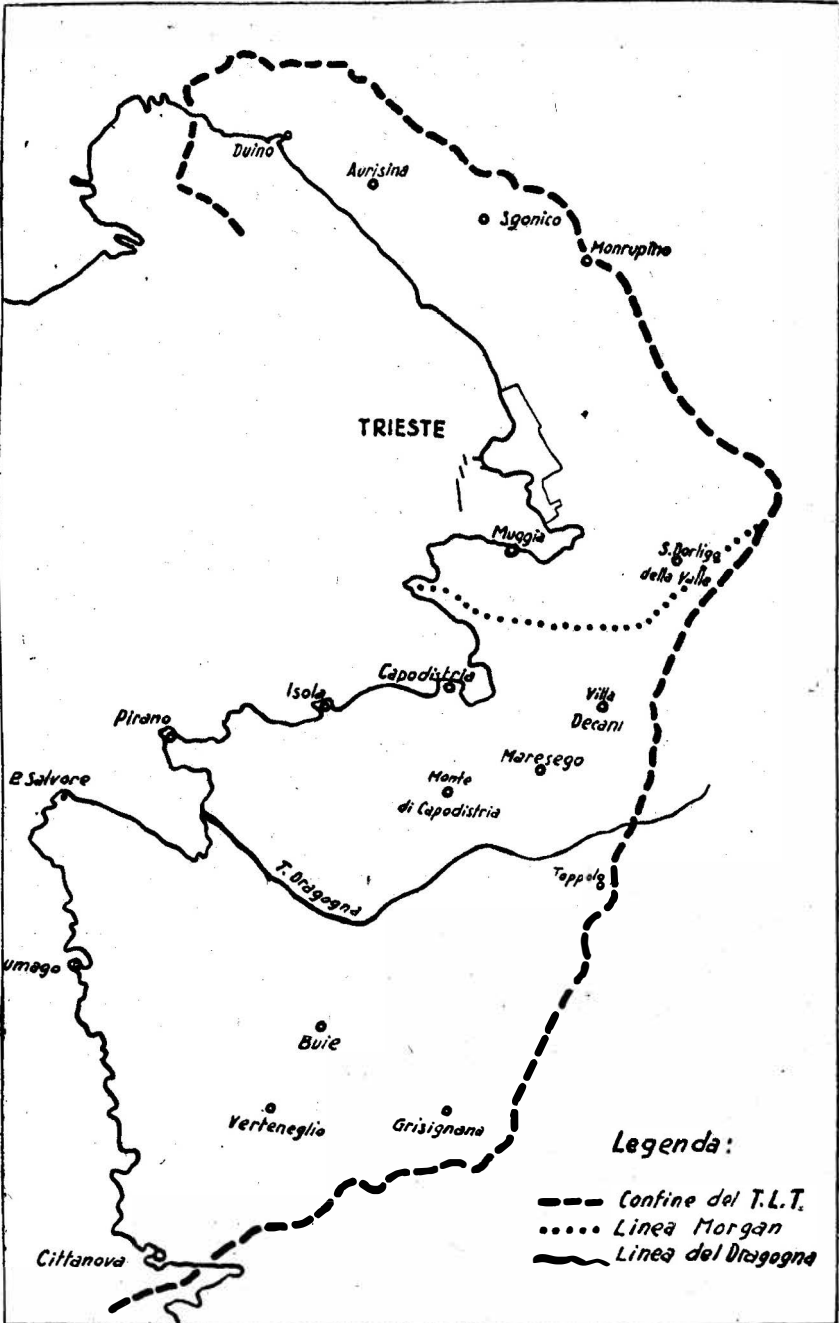 Duino
Aurisina
Sgonico
Monrupino
TRIESTE
Muggia
S. Dorligo
della Valle
Capodistria
Isola
Villa
Decani
Pirano
Maresego
P. Salvore
Monte
di Capodistria
T. Dragogna
Toppolo
umago
Buie
Verteneglio
Grisignana
Cittanova
Legenda:
Confine del T.L.T.
Linea Morgan
Linea del Dragogna